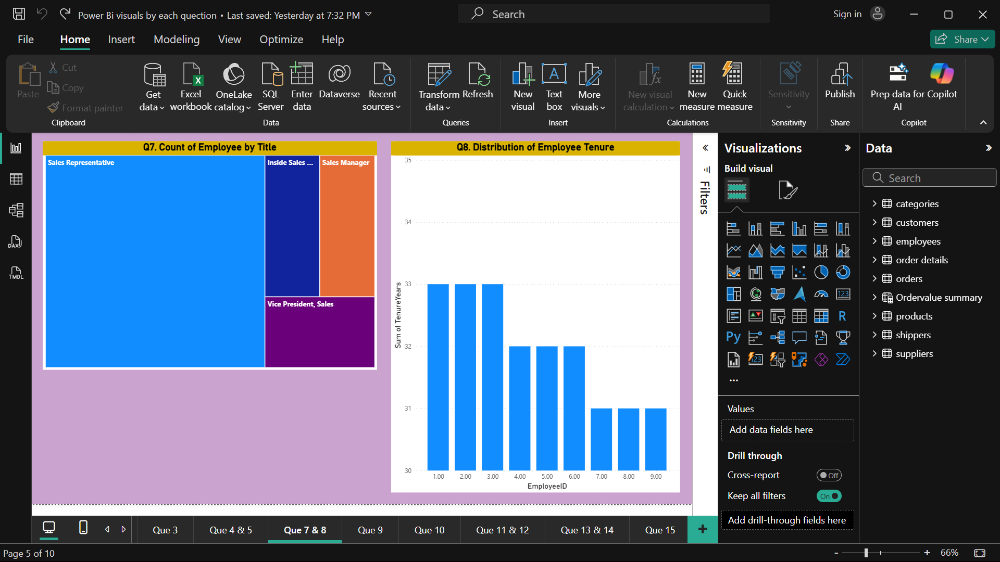 Power Bi visuals by each question • Last saved: Yesterday at 7:32 PM
Search
Sign in
File
Home
Insert
Modeling
View
Optimize
Help
Share
Paste
Cut
Copy
Format painter
Clipboard
Get data
Excel workbook
OneLake catalog
SQL Server
Enter data
Dataverse
Recent sources
Data
Transform data
Refresh
Queries
New visual
Text box
More visuals
Insert
New visual calculation
New measure
Quick measure
Calculations
Sensitivity
Sensitivity
Publish
Share
Prep data for AI
Copilot
Copilot
DAX
TMDL
Q7. Count of Employee by Title
Sales Representative
Inside Sales ...
Sales Manager
Vice President, Sales
Q8. Distribution of Employee Tenure
35
34
33
32
31
30
Sum of TenureYears
1.00
2.00
3.00
4.00
5.00
6.00
7.00
8.00
9.00
EmployeeID
Filters
Visualizations
Build visual
123
R
Py
123
Values
Add data fields here
Drill through
Cross-report
Off
Keep all filters
On
Add drill-through fields here
Data
Search
categories
customers
employees
order details
orders
Ordervalue summary
products
shippers
suppliers
Que 3
Que 4 & 5
Que 7 & 8
Que 9
Que 10
Que 11 & 12
Que 13 & 14
Que 15
Page 5 of 10
66%